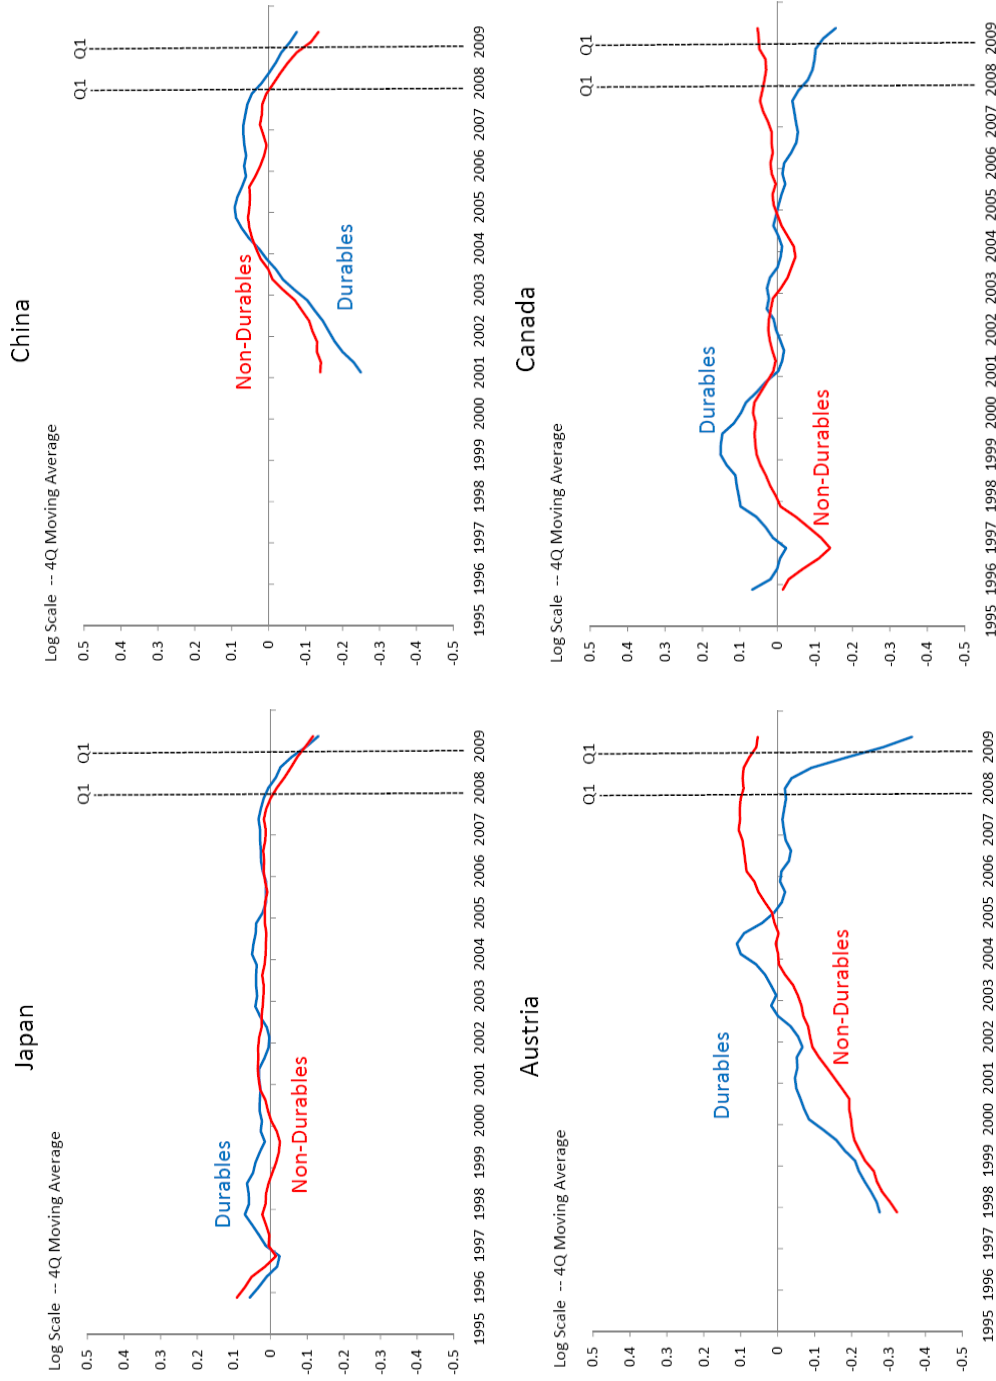 Japan
Log Scale -- 4Q Moving Average
Q1
Q1
0.5
0.4
0.3
0.2
0.1
0
-0.1
-0.2
-0.3
-0.4
-0.5
Durables
Non-Durables
1995 1996 1997 1998 1999 2000 2001 2002 2003 2004 2005 2006 2007 2008 2009
China
Log Scale -- 4Q Moving Average
Q1
Q1
0.5
0.4
0.3
0.2
0.1
0
-0.1
-0.2
-0.3
-0.4
-0.5
Non-Durables
Durables
1995 1996 1997 1998 1999 2000 2001 2002 2003 2004 2005 2006 2007 2008 2009
Austria
Log Scale -- 4Q Moving Average
Q1
Q1
0.5
0.4
0.3
0.2
0.1
0
-0.1
-0.2
-0.3
-0.4
-0.5
Durables
Non-Durables
1995 1996 1997 1998 1999 2000 2001 2002 2003 2004 2005 2006 2007 2008 2009
Canada
Log Scale -- 4Q Moving Average
Q1
Q1
0.5
0.4
0.3
0.2
0.1
0
-0.1
-0.2
-0.3
-0.4
-0.5
Durables
Non-Durables
1995 1996 1997 1998 1999 2000 2001 2002 2003 2004 2005 2006 2007 2008 2009